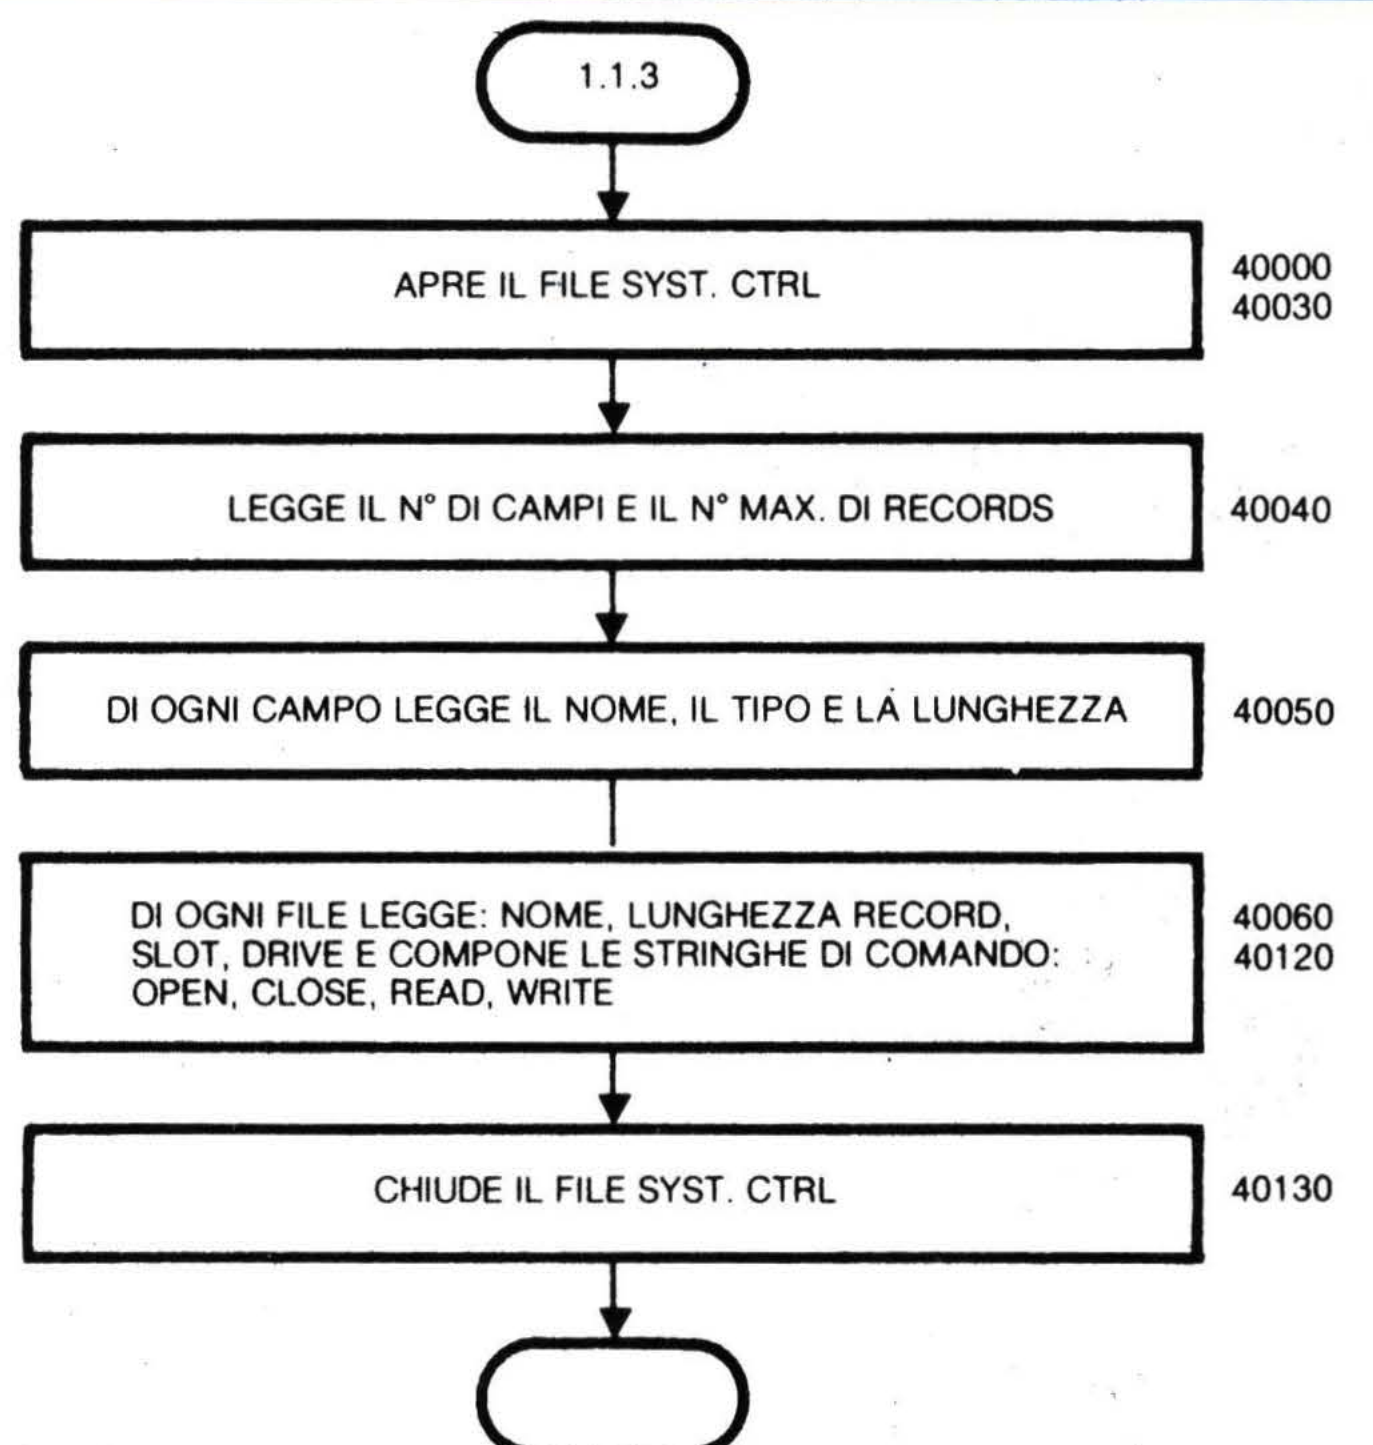 1.1.3
APRE IL FILE SYST. CTRL
40000
40030
LEGGE IL N° DI CAMPI E IL N° MAX. DI RECORDS
40040
DI OGNI CAMPO LEGGE IL NOME, IL TIPO E LA LUNGHEZZA
40050
DI OGNI FILE LEGGE: NOME, LUNGHEZZA RECORD,
SLOT, DRIVE E COMPONE LE STRINGHE DI COMANDO:
OPEN, CLOSE, READ, WRITE
40060
40120
CHIUDE IL FILE SYST. CTRL
40130